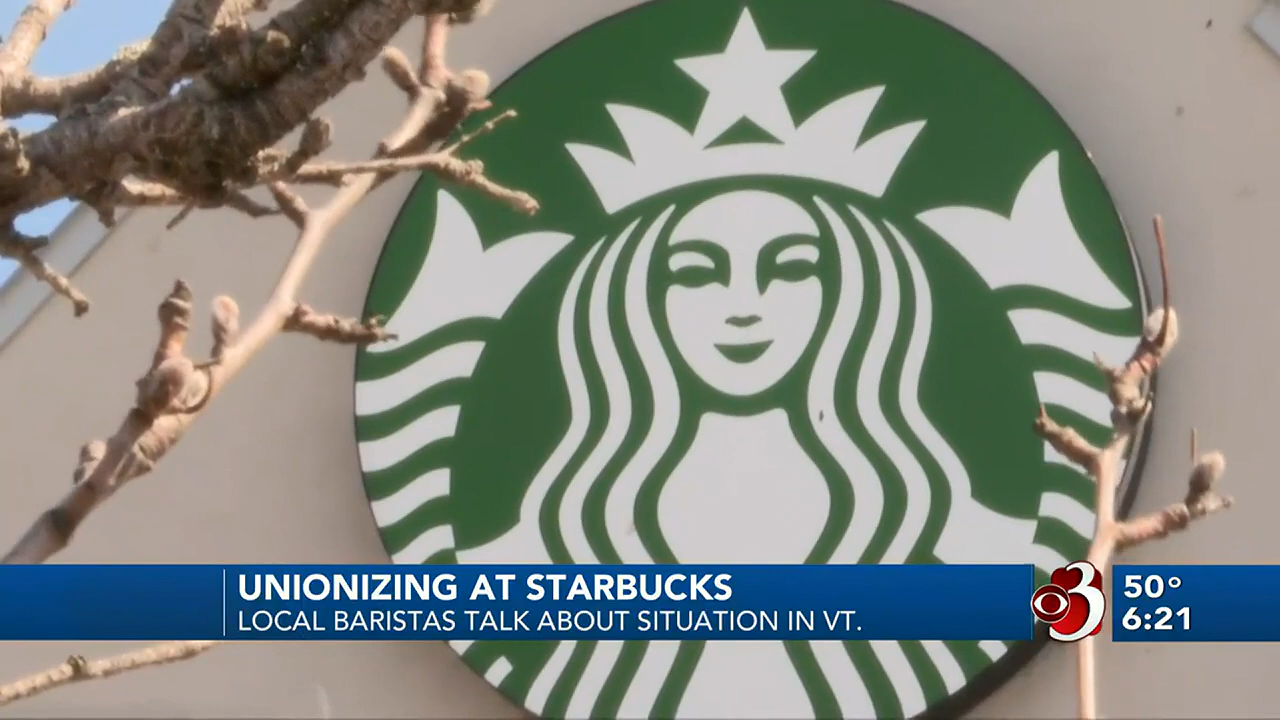 UNIONIZING AT STARBUCKS
LOCAL BARISTAS TALK ABOUT SITUATION IN VT.
3
50°
6:21